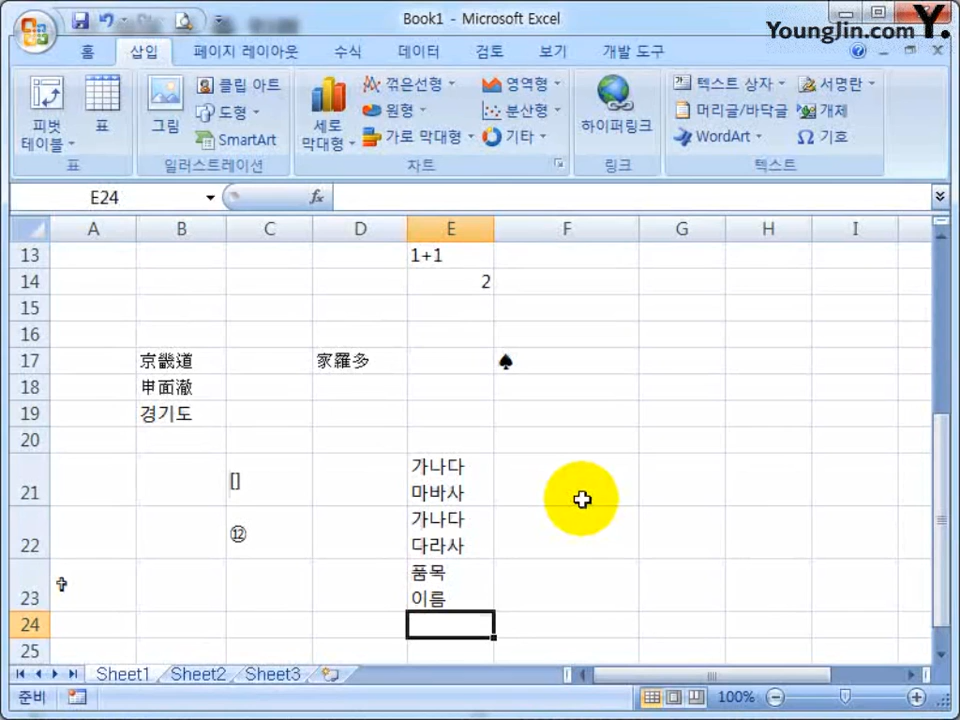 Book1 - Microsoft Excel
YoungJin.com Y.
홈 삽입 페이지 레이아웃 수식 데이터 검토 보기 개발 도구
피벗 테이블 표 그림 클립 아트 도형 SmartArt 세로 막대형 꺾은선형 원형 가로 막대형 영역형 분산형 기타 하이퍼링크 텍스트 상자 머리글/바닥글 WordArt 서명란 개체 Ω 기호
표 일러스트레이션 차트 링크 텍스트
E24 fx
A B C D E F G H I
13 1+1
14 2
15
16
17 京畿道 家羅多 ♠
18 申面澈
19 경기도
20
21 [] 가나다
마바사
22 ⑫ 가나다
다라사
23 ✞ 품목
이름
24
25
Sheet1 Sheet2 Sheet3
준비 100%